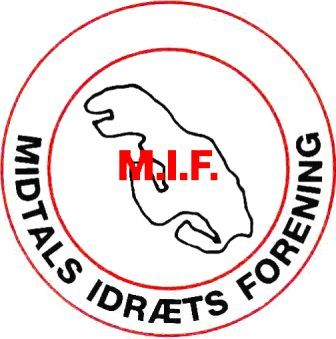 M.I.F.
MIDTALS IDRÆTS FORENING